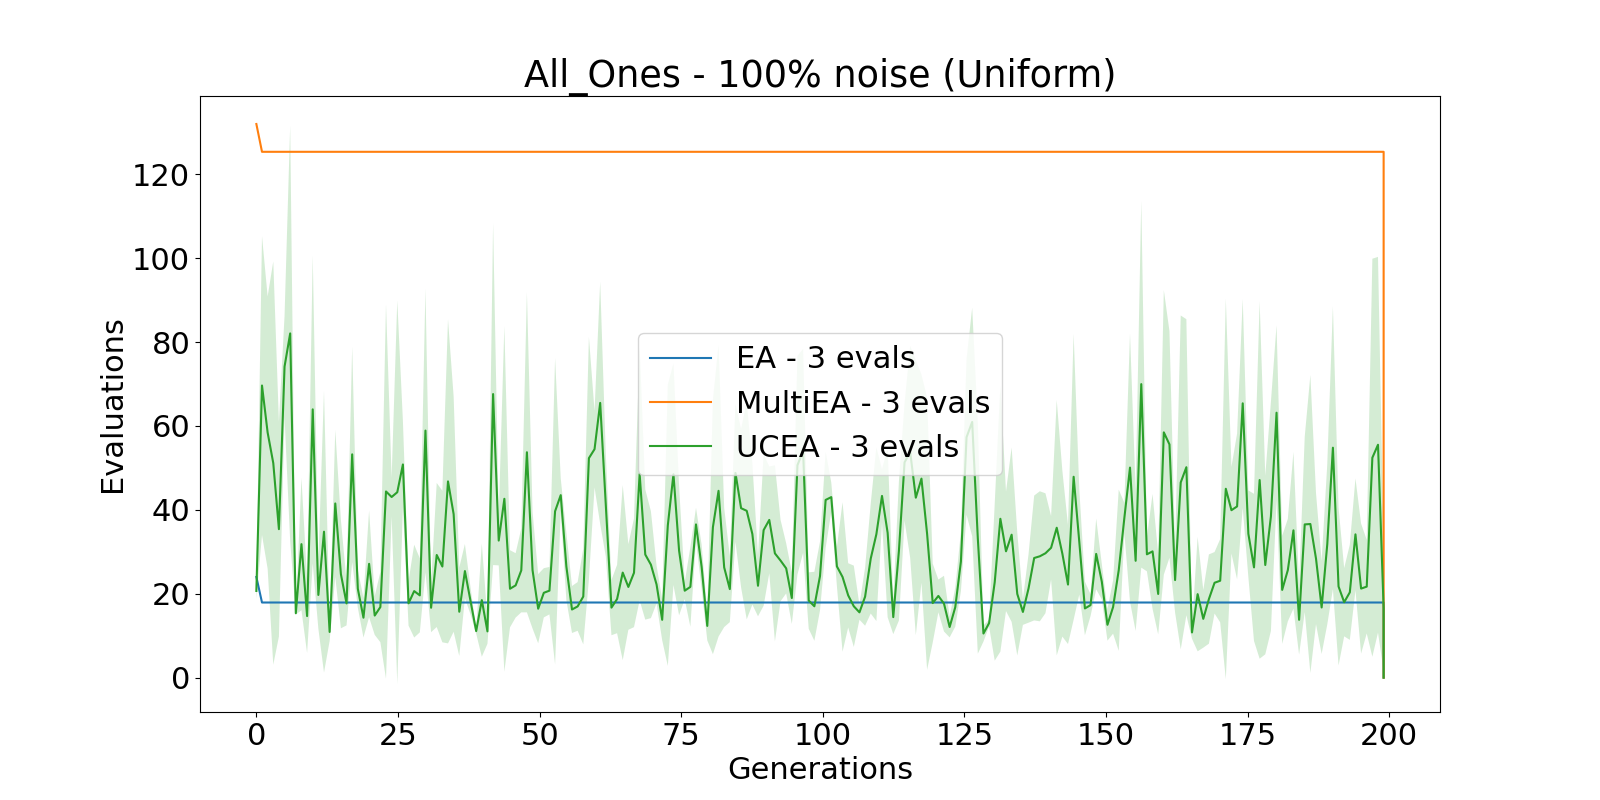 All_Ones - 100% noise (Uniform)
120
100
80
60
40
20
0
Evaluations
EA - 3 evals
MultiEA - 3 evals
UCEA - 3 evals
0 25 50 75 100 125 150 175 200
Generations